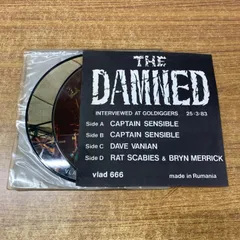 THE
DAMNED
INTERVIEWED AT GOLDIGGERS 25/3/83
Side A CAPTAIN SENSIBLE
Side B CAPTAIN SENSIBLE
Side C DAVE VANIAN
Side D RAT SCABIES & BRYN MERRICK
vlad 666 made in Rumania